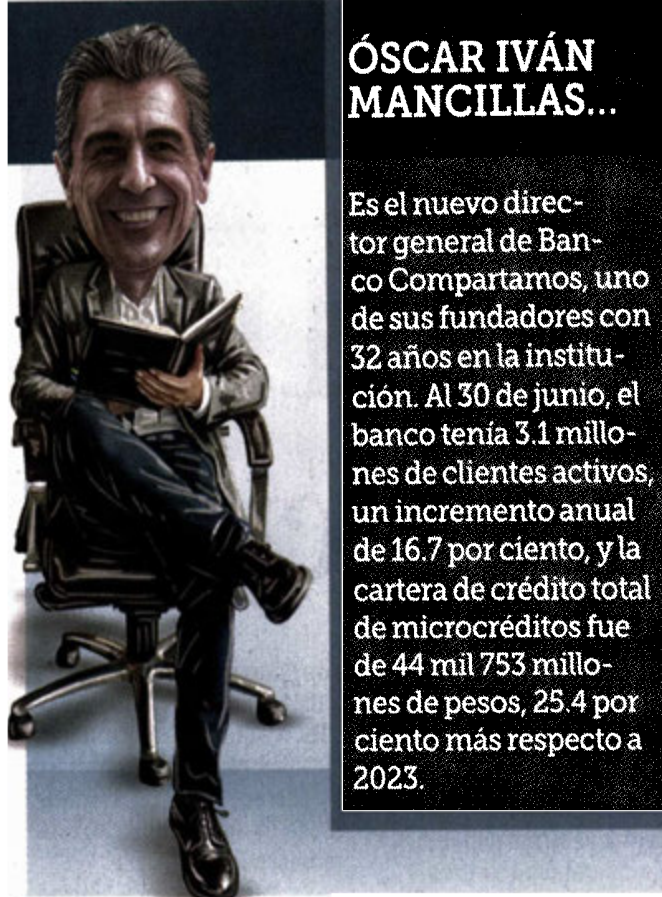 ÓSCAR IVÁN
MANCILLAS...
Es el nuevo direc-
tor general de Ban-
co Compartamos, uno
de sus fundadores con
32 años en la institu-
ción. Al 30 de junio, el
banco tenía 3.1 millo-
nes de clientes activos,
un incremento anual
de 16.7 por ciento, y la
cartera de crédito total
de microcréditos fue
de 44 mil 753 millo-
nes de pesos, 25.4 por
ciento más respecto a
2023.